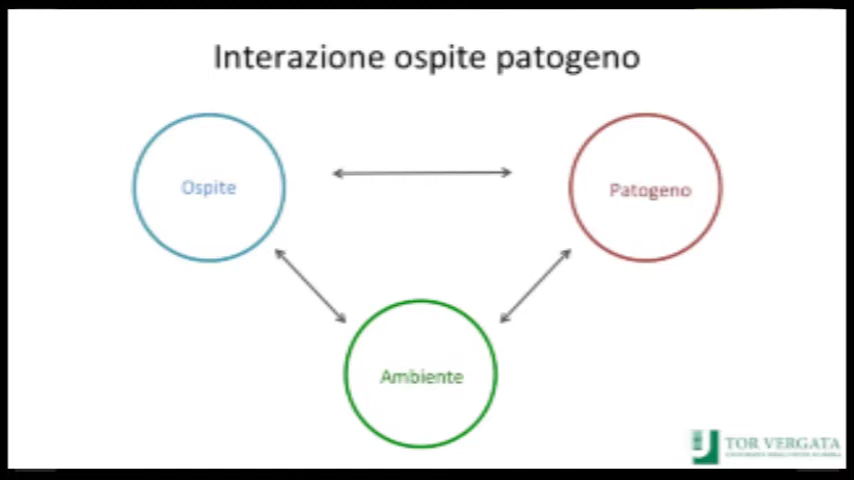 Interazione ospite patogeno
Ospite
Patogeno
Ambiente
TOR VERGATA